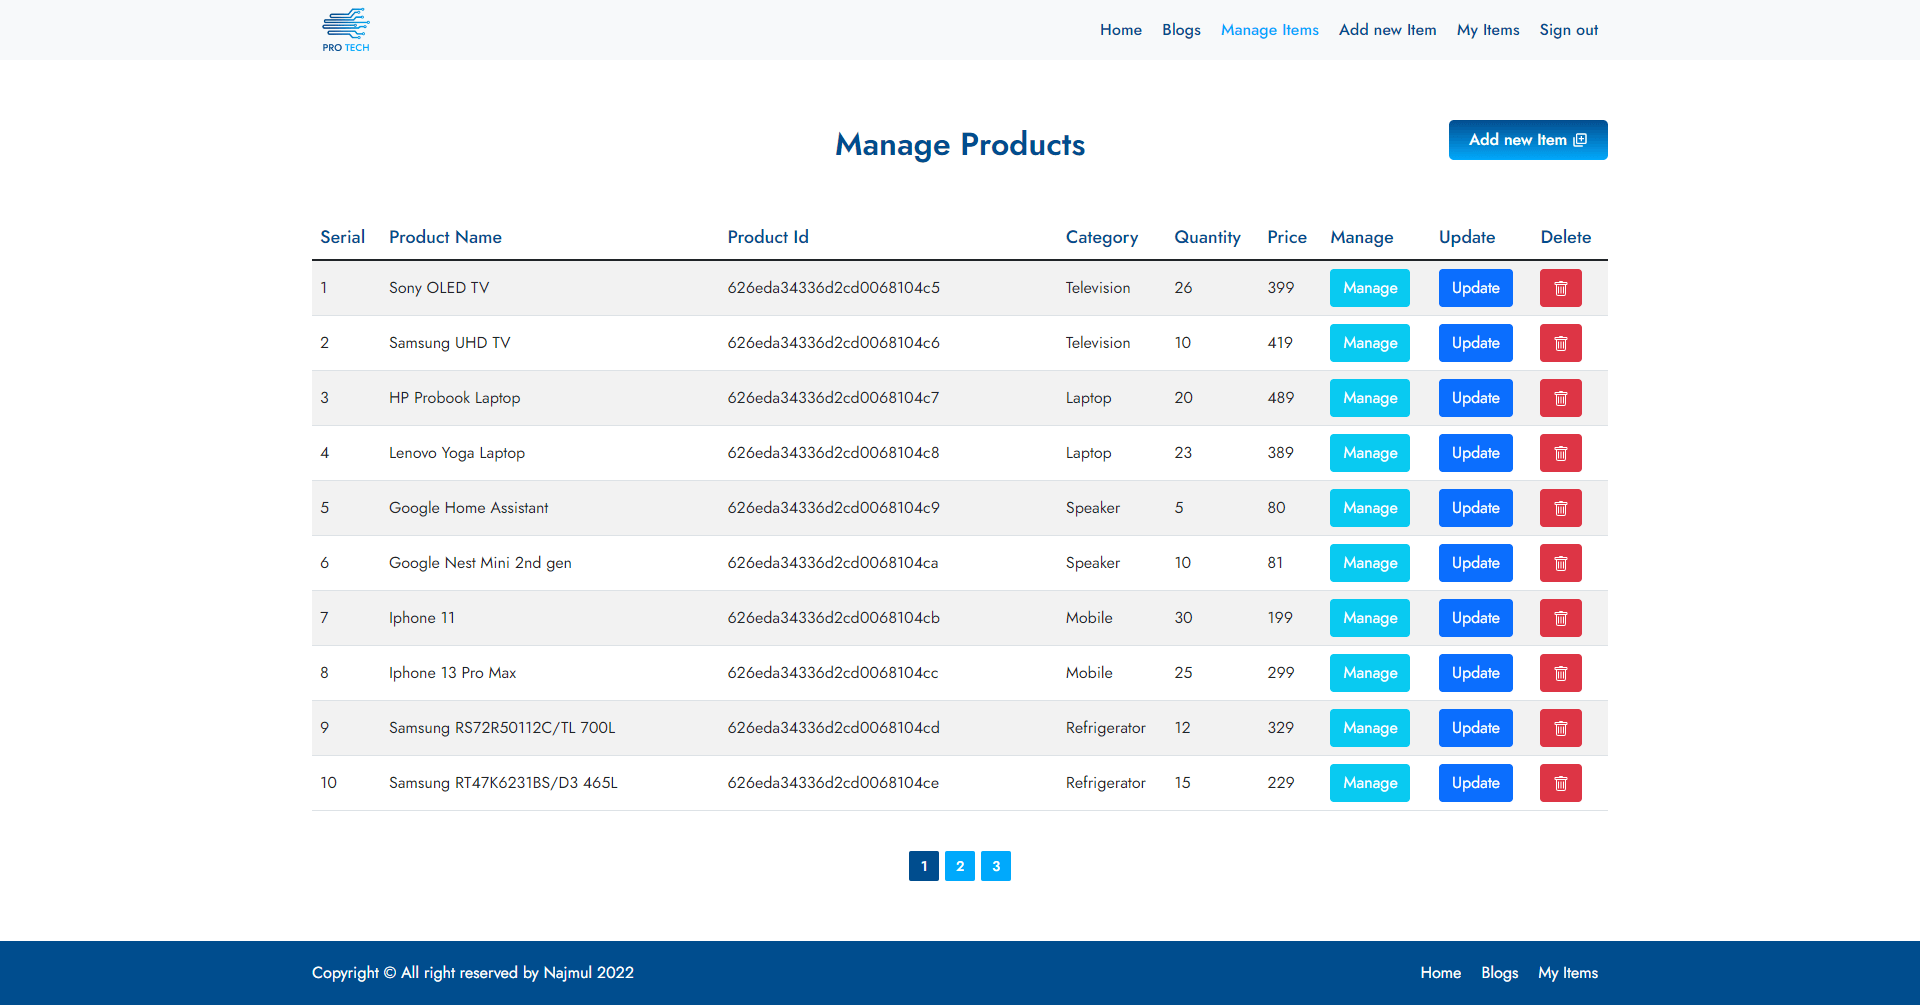 PRO TECH
Home Blogs Manage Items Add new Item My Items Sign out
Manage Products
Add new Item
Serial Product Name Product Id Category Quantity Price Manage Update Delete
1 Sony OLED TV 626eda34336d2cd0068104c5 Television 26 399 Manage Update
2 Samsung UHD TV 626eda34336d2cd0068104c6 Television 10 419 Manage Update
3 HP Probook Laptop 626eda34336d2cd0068104c7 Laptop 20 489 Manage Update
4 Lenovo Yoga Laptop 626eda34336d2cd0068104c8 Laptop 23 389 Manage Update
5 Google Home Assistant 626eda34336d2cd0068104c9 Speaker 5 80 Manage Update
6 Google Nest Mini 2nd gen 626eda34336d2cd0068104ca Speaker 10 81 Manage Update
7 Iphone 11 626eda34336d2cd0068104cb Mobile 30 199 Manage Update
8 Iphone 13 Pro Max 626eda34336d2cd0068104cc Mobile 25 299 Manage Update
9 Samsung RS72R50112C/TL 700L 626eda34336d2cd0068104cd Refrigerator 12 329 Manage Update
10 Samsung RT47K6231BS/D3 465L 626eda34336d2cd0068104ce Refrigerator 15 229 Manage Update
1 2 3
Copyright © All right reserved by Najmul 2022
Home Blogs My Items